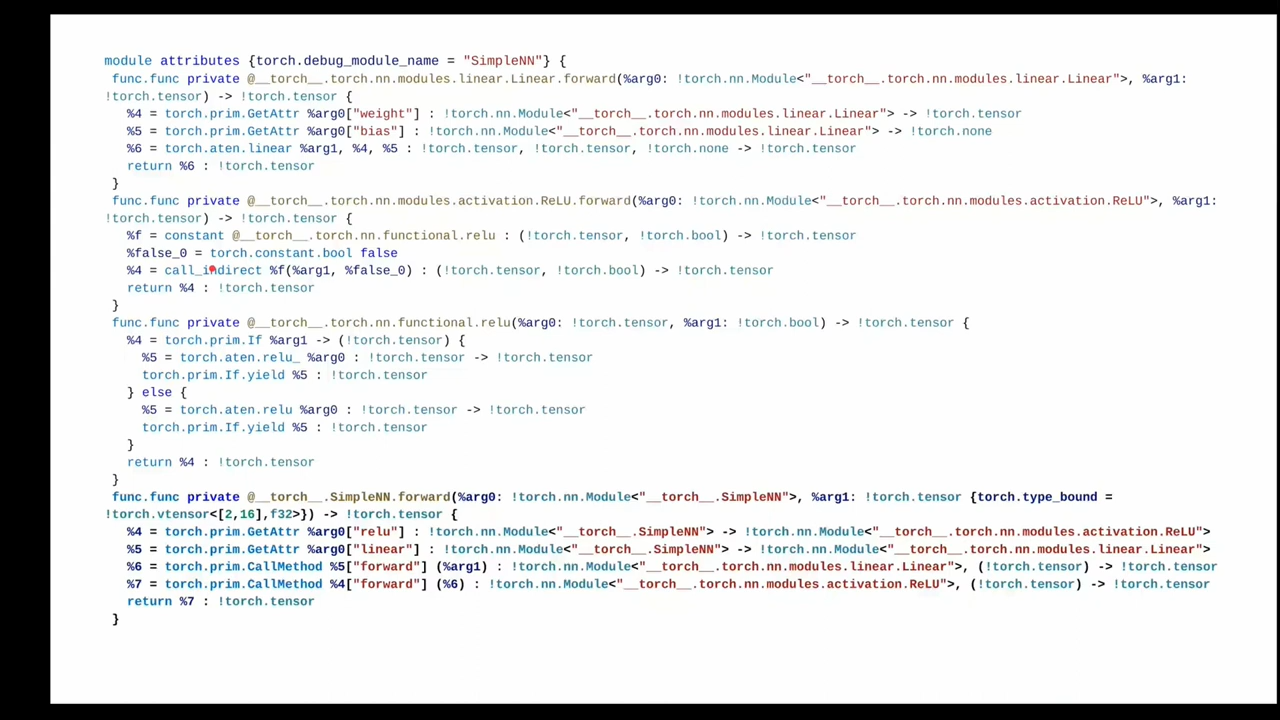 module attributes {torch.debug_module_name = "SimpleNN"} {
func.func private @__torch__.torch.nn.modules.linear.Linear.forward(%arg0: !torch.nn.Module<"__torch__.torch.nn.modules.linear.Linear">, %arg1:
!torch.tensor) -> !torch.tensor {
%4 = torch.prim.GetAttr %arg0["weight"] : !torch.nn.Module<"__torch__.torch.nn.modules.linear.Linear"> -> !torch.tensor
%5 = torch.prim.GetAttr %arg0["bias"] : !torch.nn.Module<"__torch__.torch.nn.modules.linear.Linear"> -> !torch.none
%6 = torch.aten.linear %arg1, %4, %5 : !torch.tensor, !torch.tensor, !torch.none -> !torch.tensor
return %6 : !torch.tensor
}
func.func private @__torch__.torch.nn.modules.activation.ReLU.forward(%arg0: !torch.nn.Module<"__torch__.torch.nn.modules.activation.ReLU">, %arg1:
!torch.tensor) -> !torch.tensor {
%f = constant @__torch__.torch.nn.functional.relu : (!torch.tensor, !torch.bool) -> !torch.tensor
%false_0 = torch.constant.bool false
%4 = call_indirect %f(%arg1, %false_0) : (!torch.tensor, !torch.bool) -> !torch.tensor
return %4 : !torch.tensor
}
func.func private @__torch__.torch.nn.functional.relu(%arg0: !torch.tensor, %arg1: !torch.bool) -> !torch.tensor {
%4 = torch.prim.If %arg1 -> (!torch.tensor) {
%5 = torch.aten.relu_ %arg0 : !torch.tensor -> !torch.tensor
torch.prim.If.yield %5 : !torch.tensor
} else {
%5 = torch.aten.relu %arg0 : !torch.tensor -> !torch.tensor
torch.prim.If.yield %5 : !torch.tensor
}
return %4 : !torch.tensor
}
func.func private @__torch__.SimpleNN.forward(%arg0: !torch.nn.Module<"__torch__.SimpleNN">, %arg1: !torch.tensor {torch.type_bound =
!torch.vtensor<[2,16],f32>}) -> !torch.tensor {
%4 = torch.prim.GetAttr %arg0["relu"] : !torch.nn.Module<"__torch__.SimpleNN"> -> !torch.nn.Module<"__torch__.torch.nn.modules.activation.ReLU">
%5 = torch.prim.GetAttr %arg0["linear"] : !torch.nn.Module<"__torch__.SimpleNN"> -> !torch.nn.Module<"__torch__.torch.nn.modules.linear.Linear">
%6 = torch.prim.CallMethod %5["forward"] (%arg1) : !torch.nn.Module<"__torch__.torch.nn.modules.linear.Linear">, (!torch.tensor) -> !torch.tensor
%7 = torch.prim.CallMethod %4["forward"] (%6) : !torch.nn.Module<"__torch__.torch.nn.modules.activation.ReLU">, (!torch.tensor) -> !torch.tensor
return %7 : !torch.tensor
}